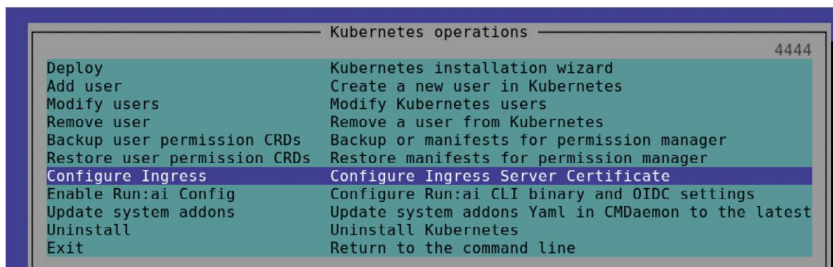 Kubernetes operations
4444
Deploy Kubernetes installation wizard
Add user Create a new user in Kubernetes
Modify users Modify Kubernetes users
Remove user Remove a user from Kubernetes
Backup user permission CRDs Backup or manifests for permission manager
Restore user permission CRDs Restore manifests for permission manager
Configure Ingress Configure Ingress Server Certificate
Enable Run:ai Config Configure Run:ai CLI binary and OIDC settings
Update system addons Update system addons Yaml in CMDaemon to the latest
Uninstall Uninstall Kubernetes
Exit Return to the command line